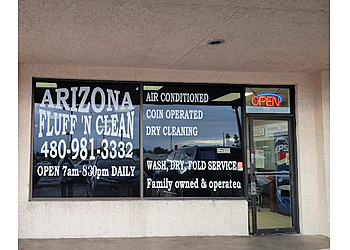 ARIZONA
FLUFF 'N CLEAN
480-981-3332
OPEN 7am-830pm DAILY
AIR CONDITIONED
COIN OPERATED
DRY CLEANING
WASH, DRY, FOLD SERVICE
Family owned & operated
OPEN
PEPSI